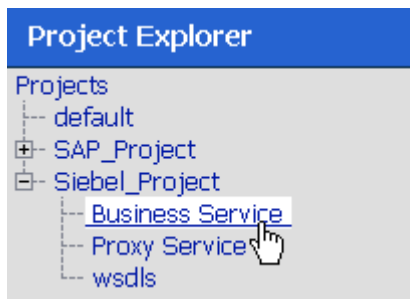 Project Explorer
Projects
default
SAP_Project
Siebel_Project
Business Service
Proxy Service
wsdls